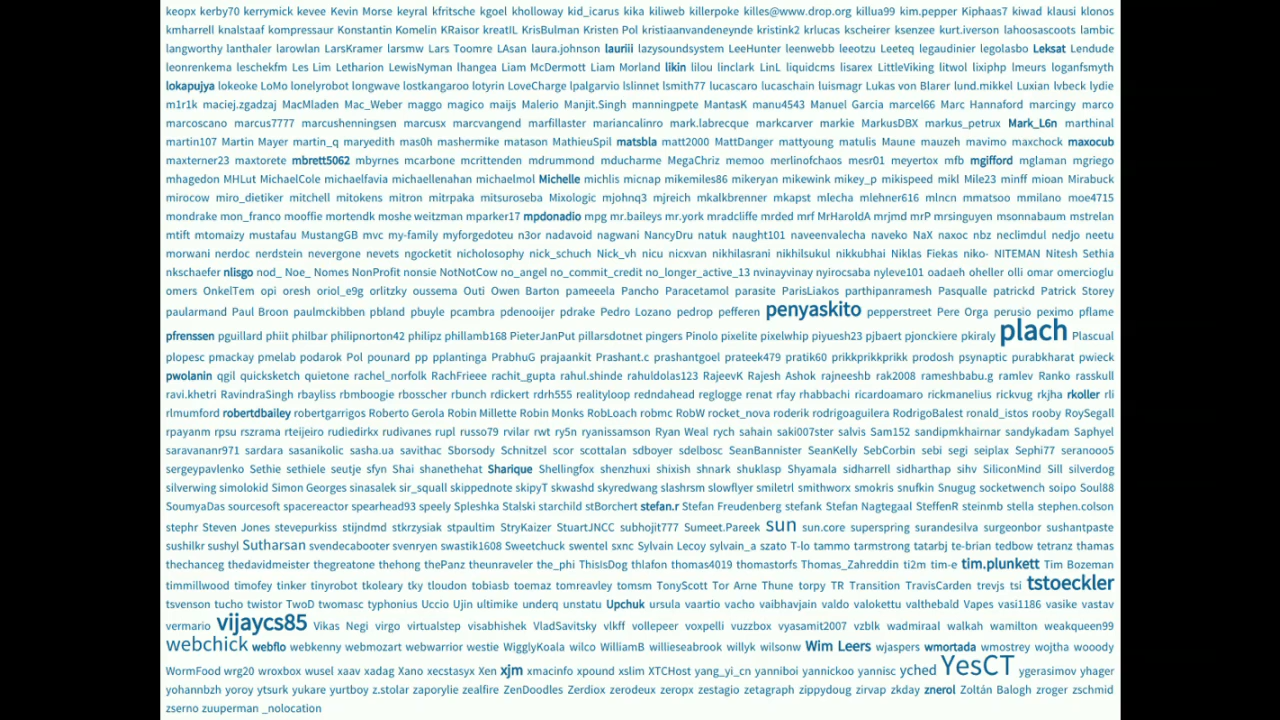 keopx kerby70 kerrymick kevee Kevin Morse keyral kfritsche kgoel kholloway kid_icarus kika kiliweb killerpoke killes@www.drop.org killua99 kim.pepper Kiphaas7 kiwad klausi klonos
kmharrell knalstaaf kompressaur Konstantin Komelin KRaisor kreatIL KrisBulman Kristen Pol kristiaanvandeneynde kristink2 krlucas kscheirer ksenzee kurt.iverson lahoosascoots lambic
langworthy lanthaler larowlan LarsKramer larsmw Lars Toomre LAsan laura.johnson lauriii lazysoundsystem LeeHunter leenwebb leeotzu Leeteq legaudinier legolasbo Leksat Lendude
leonrenkema leschekfm Les Lim Letharion LewisNyman lhangea Liam McDermott Liam Morland likin lilou linclark LinL liquidcms lisarex LittleViking litwol lixiphp lmeurs loganfsmyth
lokapujya lokeoke LoMo lonelyrobot longwave lostkangaroo lotyrin LoveCharge lpalgarvio lslinnet lsmith77 lucascaro lucaschain luismagr Lukas von Blarer lund.mikkel Luxian lvbeck lydie
m1r1k maciej.zgadzaj MacMladen Mac_Weber maggo magico maijs Malerio Manjit.Singh manningpete MantasK manu4543 Manuel Garcia marcel66 Marc Hannaford marcingy marco
marcoscano marcus7777 marcushenningsen marcusx marcvangend marfillaster mariancalinro mark.labrecque markcarver markie MarkusDBX markus_petrux Mark_L6n marthinal
martin107 Martin Mayer martin_q maryedith mas0h mashermike matason MathieuSpil matsbla matt2000 MattDanger mattyoung matulis Maune mauzeh mavimo maxchock maxocub
maxterner23 maxtorete mbrett5062 mbyrnes mcarbone mcrittenden mdrummond mducharme MegaChriz memoo merlinofchaos mesr01 meyertox mfb mgifford mglaman mgriego
mhagedon MHLut MichaelCole michaelfavia michaellenahan michaelmol Michelle michlis micnap mikemiles86 mikeryan mikewink mikey_p mikispeed mikl Mile23 minff mioan Mirabuck
mirocow miro_dietiker mitchell mitokens mitron mitrpaka mitsuroseba Mixologic mjohnq3 mjreich mkalkbrenner mkapst mlecha mlehner616 mlncn mmatsoo mmilano moe4715
mondrake mon_franco mooffie mortendk moshe weitzman mparker17 mpdonadio mpg mr.baileys mr.york mradcliffe mrded mrf MrHaroldA mrjmd mrP mrsinguyen msonnabaum mstrelan
mtift mtomaizy mustafau MustangGB mvc my-family myforgedoteu n3or nadavoid nagwani NancyDru natuk naught101 naveenvalecha naveko NaX naxoc nbz neclimdul nedjo neetu
morwani nerdoc nerdstein nevergone nevets ngocketit nicholosophy nick_schuch Nick_vh nicu nicxvan nikhilasrani nikhilsukul nikkubhai Niklas Fiekas niko- NITEMAN Nitesh Sethia
nkschaefer nlisgo nod_ Noe_ Nomes NonProfit nonsie NotNotCow no_angel no_commit_credit no_longer_active_13 nvinayvinay nyirocsaba nyleve101 oadaeh oheller olli omar omercioglu
omers OnkelTem opi oresh oriol_e9g orlitzky oussema Outi Owen Barton pameeela Pancho Paracetamol parasite ParisLiakos parthipanramesh Pasqualle patrickd Patrick Storey
paularmand Paul Broon paulmckibben pbland pbuyle pcambra pdenooijer pdrake Pedro Lozano pedrop pefferen penyaskito pepperstreet Pere Orga perusio peximo pflame
pfrenssen pguillard phiit philbar philipnorton42 philipz phillamb168 PieterJanPut pillarsdotnet pingers Pinolo pixelite pixelwhip piyuesh23 pjbaert pjonckiere pkiraly plach Plascual
plopesc pmackay pmelab podarok Pol pounard pp pplantinga PrabhuG prajaankit Prashant.c prashantgoel prateek479 pratik60 prikkprikkprikk prodosh psynaptic purabkharat pwieck
pwolanin qgil quicksketch quietone rachel_norfolk RachFrieee rachit_gupta rahul.shinde rahuldolas123 RajeevK Rajesh Ashok rajneeshb rak2008 rameshbabu.g ramlev Ranko rasskull
ravi.khetri RavindraSingh rbayliss rbmboogie rbosscher rbunch rdickert rdrh555 realityloop redndahead reglogge renat rfay rhabbachi ricardoamaro rickmanelius rickvug rkjha rkoller rli
rlmumford robertdbailey robertgarrigos Roberto Gerola Robin Millette Robin Monks RobLoach robmc RobW rocket_nova roderik rodrigoaguilera RodrigoBalest ronald_istos rooby RoySegall
rpayanm rpsu rszrama rteijeiro rudiedirkx rudivanes rupl russo79 rvilar rwt ry5n ryanissamson Ryan Weal rych sahain saki007ster salvis Sam152 sandipmkhairnar sandykadam Saphyel
saravananr971 sardara sasanikolic sasha.ua savithac Sborsody Schnitzel scor scottalan sdboyer sdelbosc SeanBannister SeanKelly SebCorbin sebi segi seiplax Sephi77 seranooo5
sergeypavlenko Sethie sethiele seutje sfyn Shai shanethehat Sharique Shellingfox shenzhuxi shixish shnark shuklasp Shyamala sidharrell sidharthap sihv SiliconMind Sill silverdog
silverwing simolokid Simon Georges sinasalek sir_squall skippednote skipyT skwashd skyredwang slashrsm slowflyer smiletrl smithworx smokris snufkin Snugug socketwench soipo Soul88
SoumyaDas sourcesoft spacereactor spearhead93 speely Spleshka Stalski starchild stBorchert stefan.r Stefan Freudenberg stefank Stefan Nagtegaal SteffenR steinmb stella stephen.colson
stephr Steven Jones stevepurkiss stijndmd stkrzysiak stpaultim StryKaizer StuartJNCC subhojit777 Sumeet.Pareek sun sun.core superspring surandesilva surgeonbor sushantpaste
sushilkr sushyl Sutharsan svendecabooter svenryen swastik1608 Sweetchuck swentel sxnc Sylvain Lecoy sylvain_a szato T-lo tammo tarmstrong tatarbj te-brian tedbow tetranz thamas
thechanceg thedavidmeister thegreatone thehong thePanz theunraveler the_phi ThisIsDog thlafon thomas4019 thomastorfs Thomas_Zahreddin ti2m tim-e tim.plunkett Tim Bozeman
timmillwood timofey tinker tinyrobot tkoleary tky tloudon tobiasb toemaz tomreavley tomsm TonyScott Tor Arne Thune torpy TR Transition TravisCarden trevjs tsi tstoeckler
tsvenson tucho twistor TwoD twomasc typhonius Uccio Ujin ultimike underq unstatu Upchuk ursula vaartio vacho vaibhavjain valdo valokettu valthebald Vapes vasi1186 vasike vastav
vermario vijaycs85 Vikas Negi virgo virtualstep visabhishek VladSavitsky vlkff vollepeer voxpelli vuzzbox vyasamit2007 vzblk wadmiraal walkah wamilton weakqueen99
webchick webflo webkenny webmozart webwarrior westie WigglyKoala wilco WilliamB willieseabrook willyk wilsonw Wim Leers wjaspers wmortada wmostrey wojtha wooody
WormFood wrg20 wroxbox wusel xaav xadag Xano xecstasyx Xen xjm xmacinfo xpound xslim XTCHost yang_yi_cn yanniboi yannickoo yannisc yched YesCT ygerasimov yhager
yohannbzh yoroy ytsurk yukare yurtboy z.stolar zaporylie zealfire ZenDoodles Zerdiox zerodeux zeropx zestagio zetagraph zippydoug zirvap zkday znerol Zoltán Balogh zroger zschmid
zserno zuuperman _nolocation